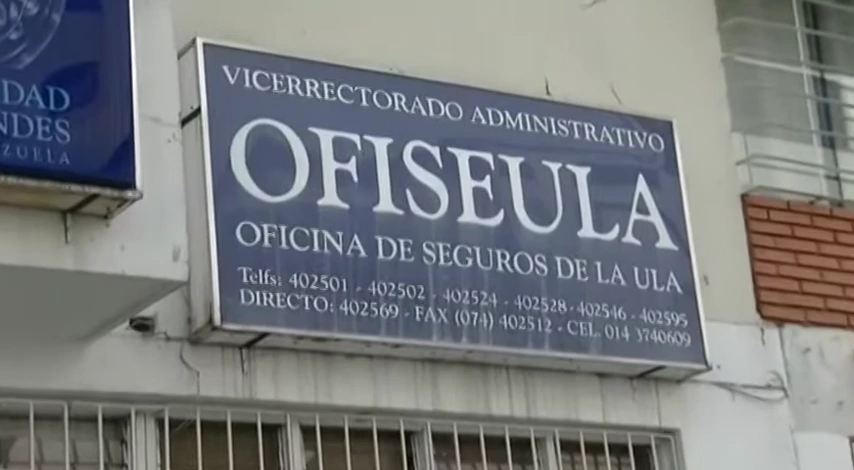 DAD
NDES
ZUELA
VICERRECTORADO ADMINISTRATIVO
OFISEULA
OFICINA DE SEGUROS DE LA ULA
Telfs: 402501 - 402502 - 402524 - 402528 - 402546 - 402595
DIRECTO: 402569 - FAX (074) 402512 - CEL. 014 3740609